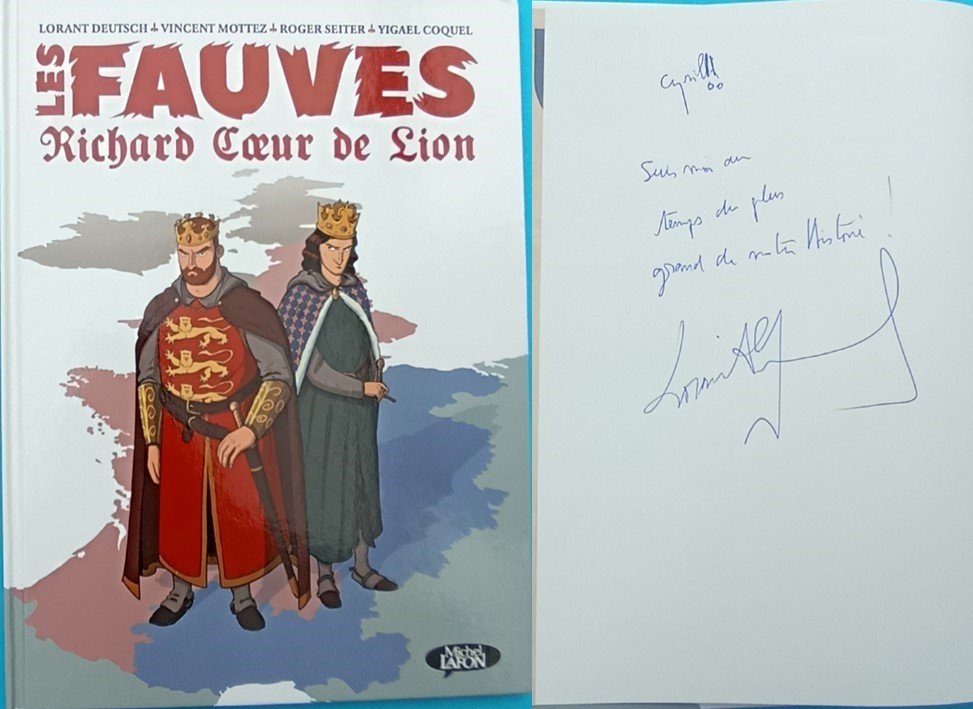 LORANT DEUTSCH VINCENT MOTTEZ ROGER SEITER YIGAEL COQUEL
LES FAUVES
Richard Cœur de Lion
Michel
LAFON
Suis moi au
temps du plus
grand de notre Histoire !